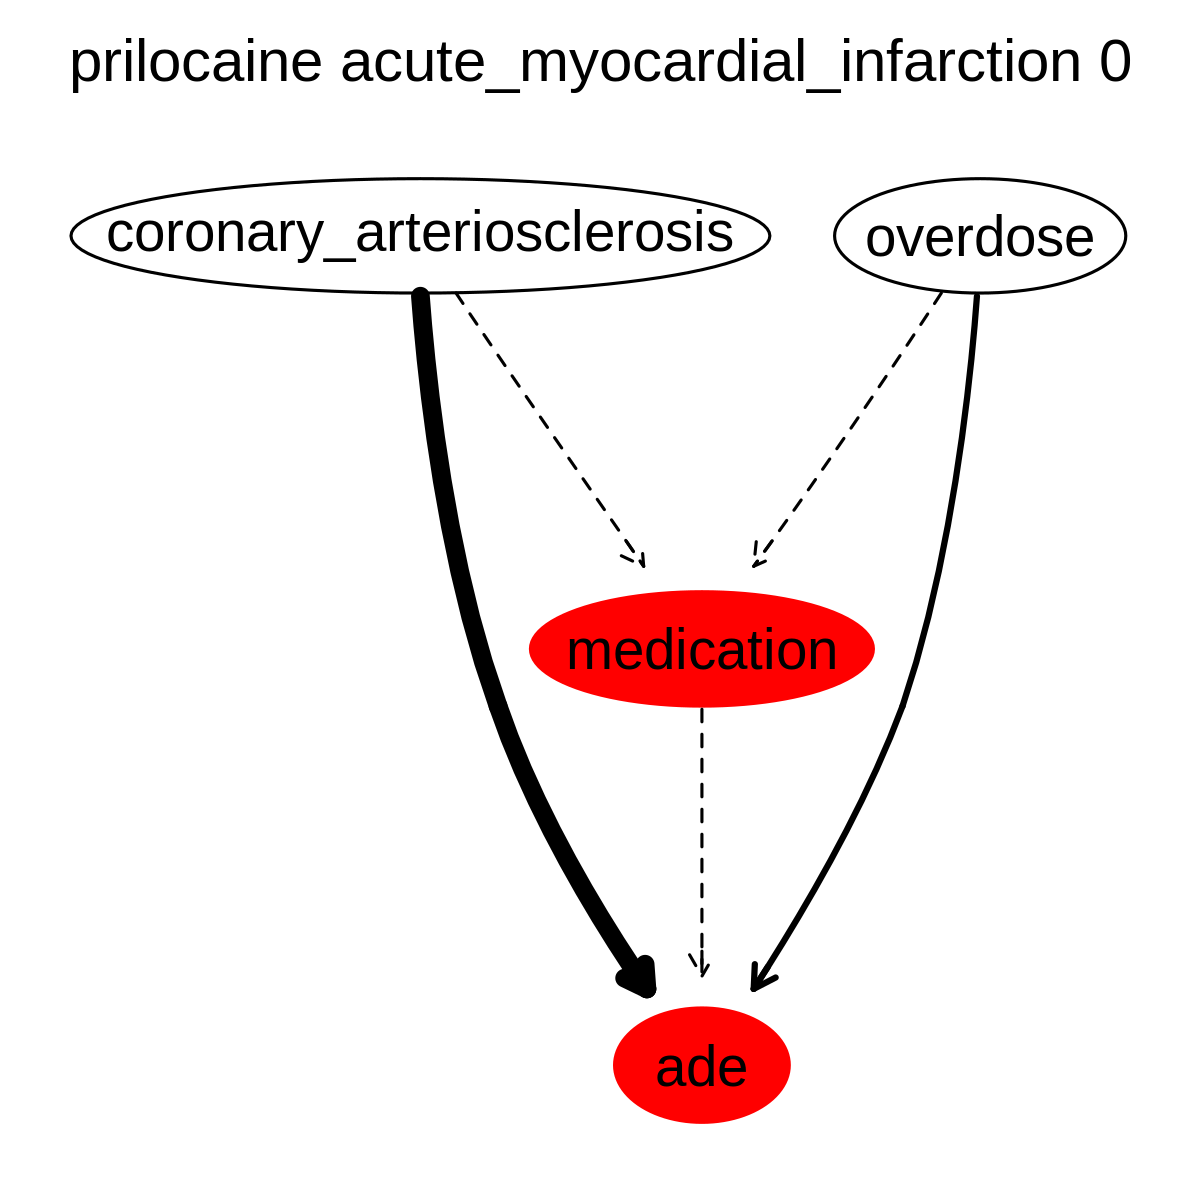 prilocaine acute_myocardial_infarction 0
coronary_arteriosclerosis
overdose
medication
ade